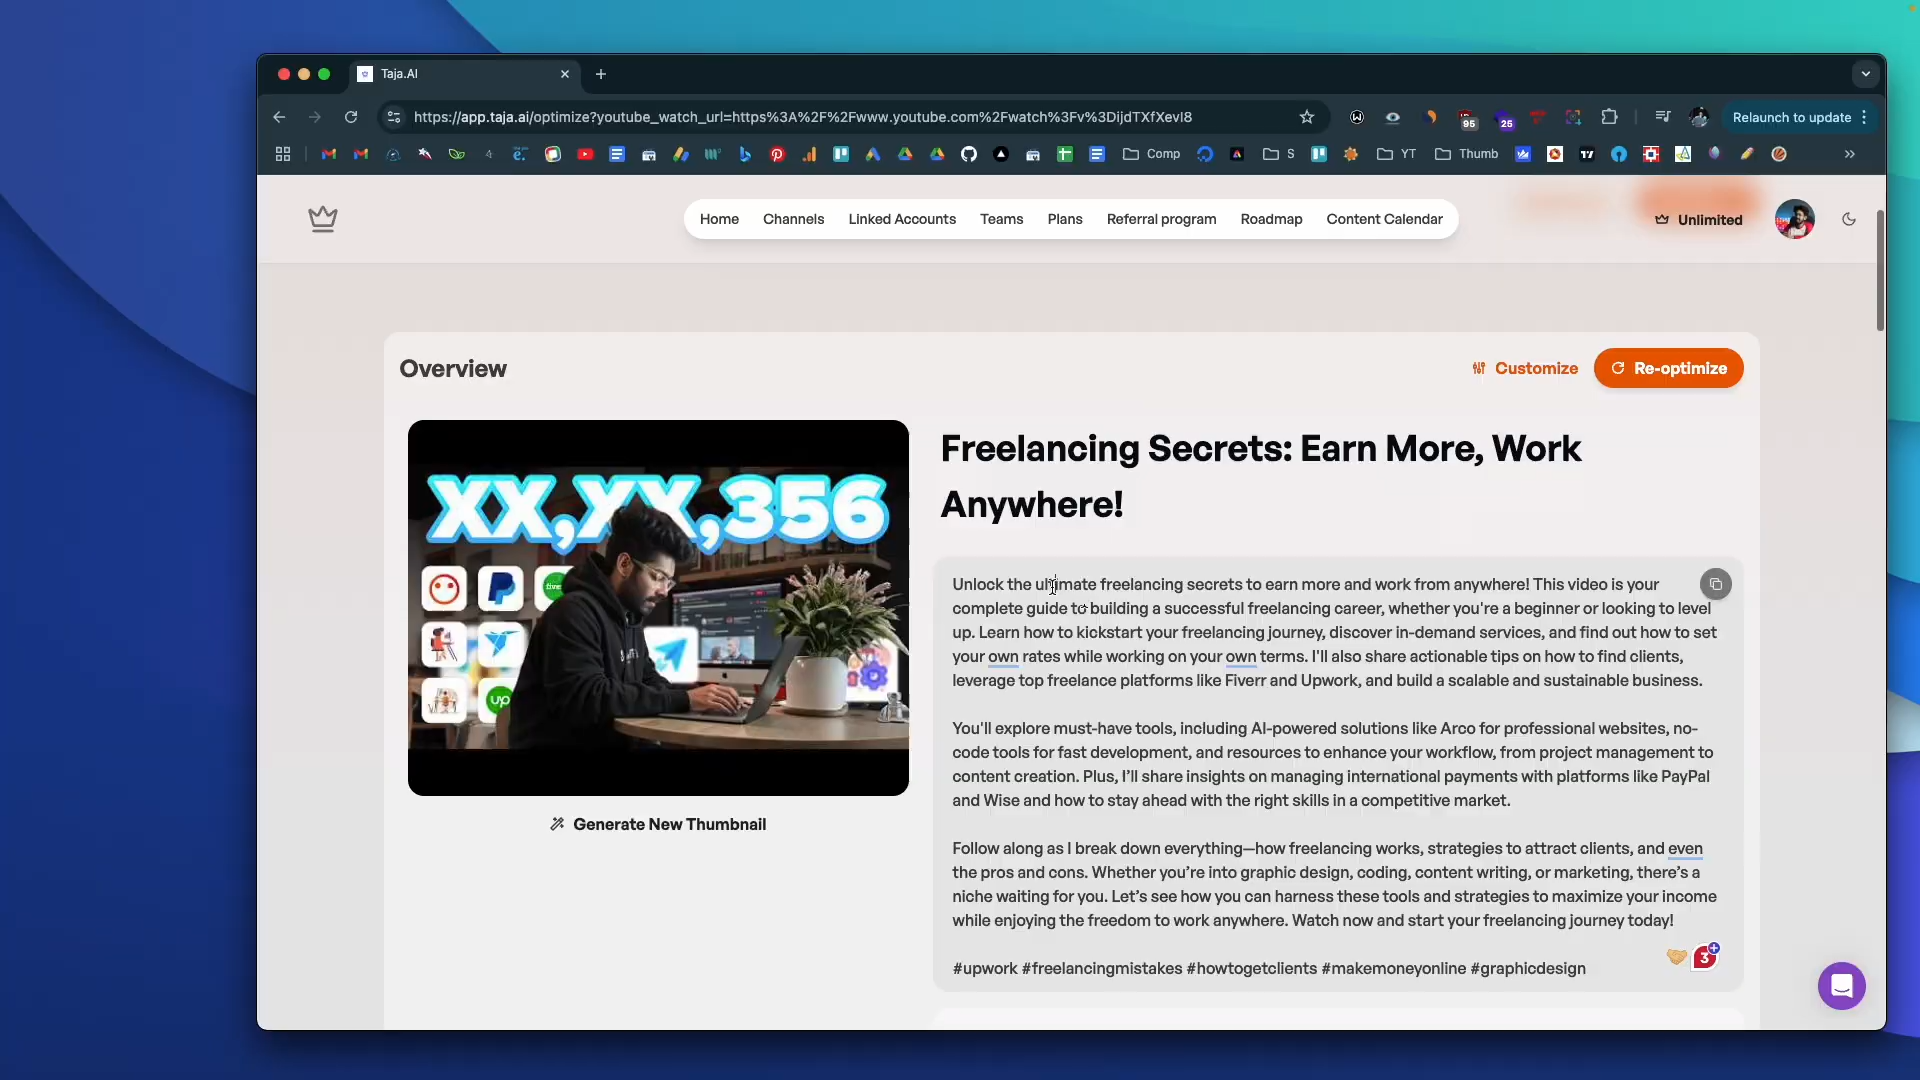 Taja.AI
https://app.taja.ai/optimize?youtube_watch_url=https%3A%2F%2Fwww.youtube.com%2Fwatch%3Fv%3DijdTXfXevl8
95
25
Relaunch to update
Comp
S
YT
Thumb
Home
Channels
Linked Accounts
Teams
Plans
Referral program
Roadmap
Content Calendar
Unlimited
Overview
Customize
Re-optimize
XX,XX,356
five
up
Generate New Thumbnail
Freelancing Secrets: Earn More, Work
Anywhere!
Unlock the ultimate freelancing secrets to earn more and work from anywhere! This video is your
complete guide to building a successful freelancing career, whether you're a beginner or looking to level
up. Learn how to kickstart your freelancing journey, discover in-demand services, and find out how to set
your own rates while working on your own terms. I'll also share actionable tips on how to find clients,
leverage top freelance platforms like Fiverr and Upwork, and build a scalable and sustainable business.
You'll explore must-have tools, including AI-powered solutions like Arco for professional websites, no-
code tools for fast development, and resources to enhance your workflow, from project management to
content creation. Plus, I’ll share insights on managing international payments with platforms like PayPal
and Wise and how to stay ahead with the right skills in a competitive market.
Follow along as I break down everything—how freelancing works, strategies to attract clients, and even
the pros and cons. Whether you’re into graphic design, coding, content writing, or marketing, there’s a
niche waiting for you. Let’s see how you can harness these tools and strategies to maximize your income
while enjoying the freedom to work anywhere. Watch now and start your freelancing journey today!
#upwork #freelancingmistakes #howtogetclients #makemoneyonline #graphicdesign
3